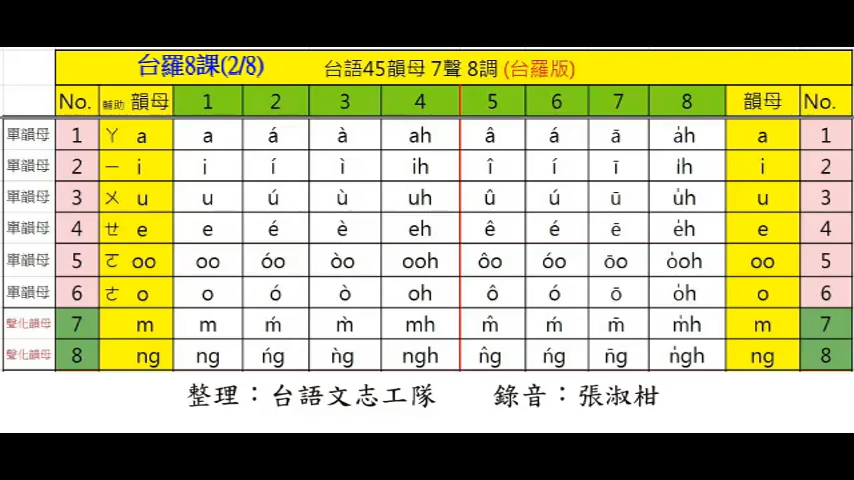 台羅8課(2/8) 台語45韻母 7聲 8調 (台羅版)
No. 輔助 韻母 1 2 3 4 5 6 7 8 韻母 No.
單韻母 1 ㄚ a a á à ah â á ā a̍h a 1
單韻母 2 ㄧ i i í ì ih î í ī i̍h i 2
單韻母 3 ㄨ u u ú ù uh û ú ū u̍h u 3
單韻母 4 ㄝ e e é è eh ê é ē e̍h e 4
單韻母 5 ㄛ oo oo óo òo ooh ôo óo ōo o̍oh oo 5
單韻母 6 ㄜ o o ó ò oh ô ó ō o̍h o 6
聲化韻母 7 m m ḿ m̀ mh m̂ ḿ m̄ m̍h m 7
聲化韻母 8 ng ng ńg ǹg ngh n̂g ńg n̄g n̍gh ng 8
整理：台語文志工隊 錄音：張淑柑